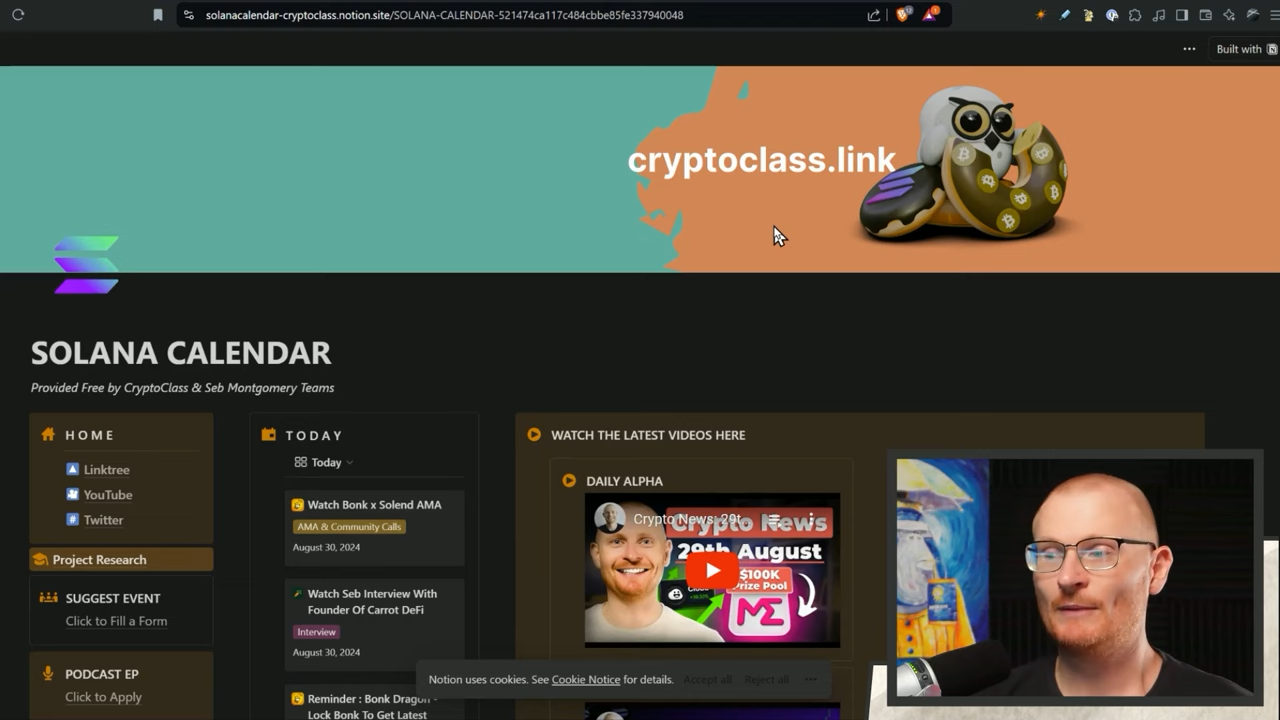 solanacalendar-cryptoclass.notion.site/SOLANA-CALENDAR-521474ca117c484cbbe85fe337940048
Built with
cryptoclass.link
SOLANA CALENDAR
Provided Free by CryptoClass & Seb Montgomery Teams
HOME
Linktree
YouTube
Twitter
Project Research
SUGGEST EVENT
Click to Fill a Form
PODCAST EP
Click to Apply
TODAY
Today
Watch Bonk x Solend AMA
AMA & Community Calls
August 30, 2024
Watch Seb Interview With
Founder Of Carrot DeFi
Interview
August 30, 2024
Reminder : Bonk Dragon -
Lock Bonk To Get Latest
WATCH THE LATEST VIDEOS HERE
DAILY ALPHA
Crypto News: 29t
Crypto News
29th August
$100K
Prize Pool
Notion uses cookies. See Cookie Notice for details.
Accept all
Reject all